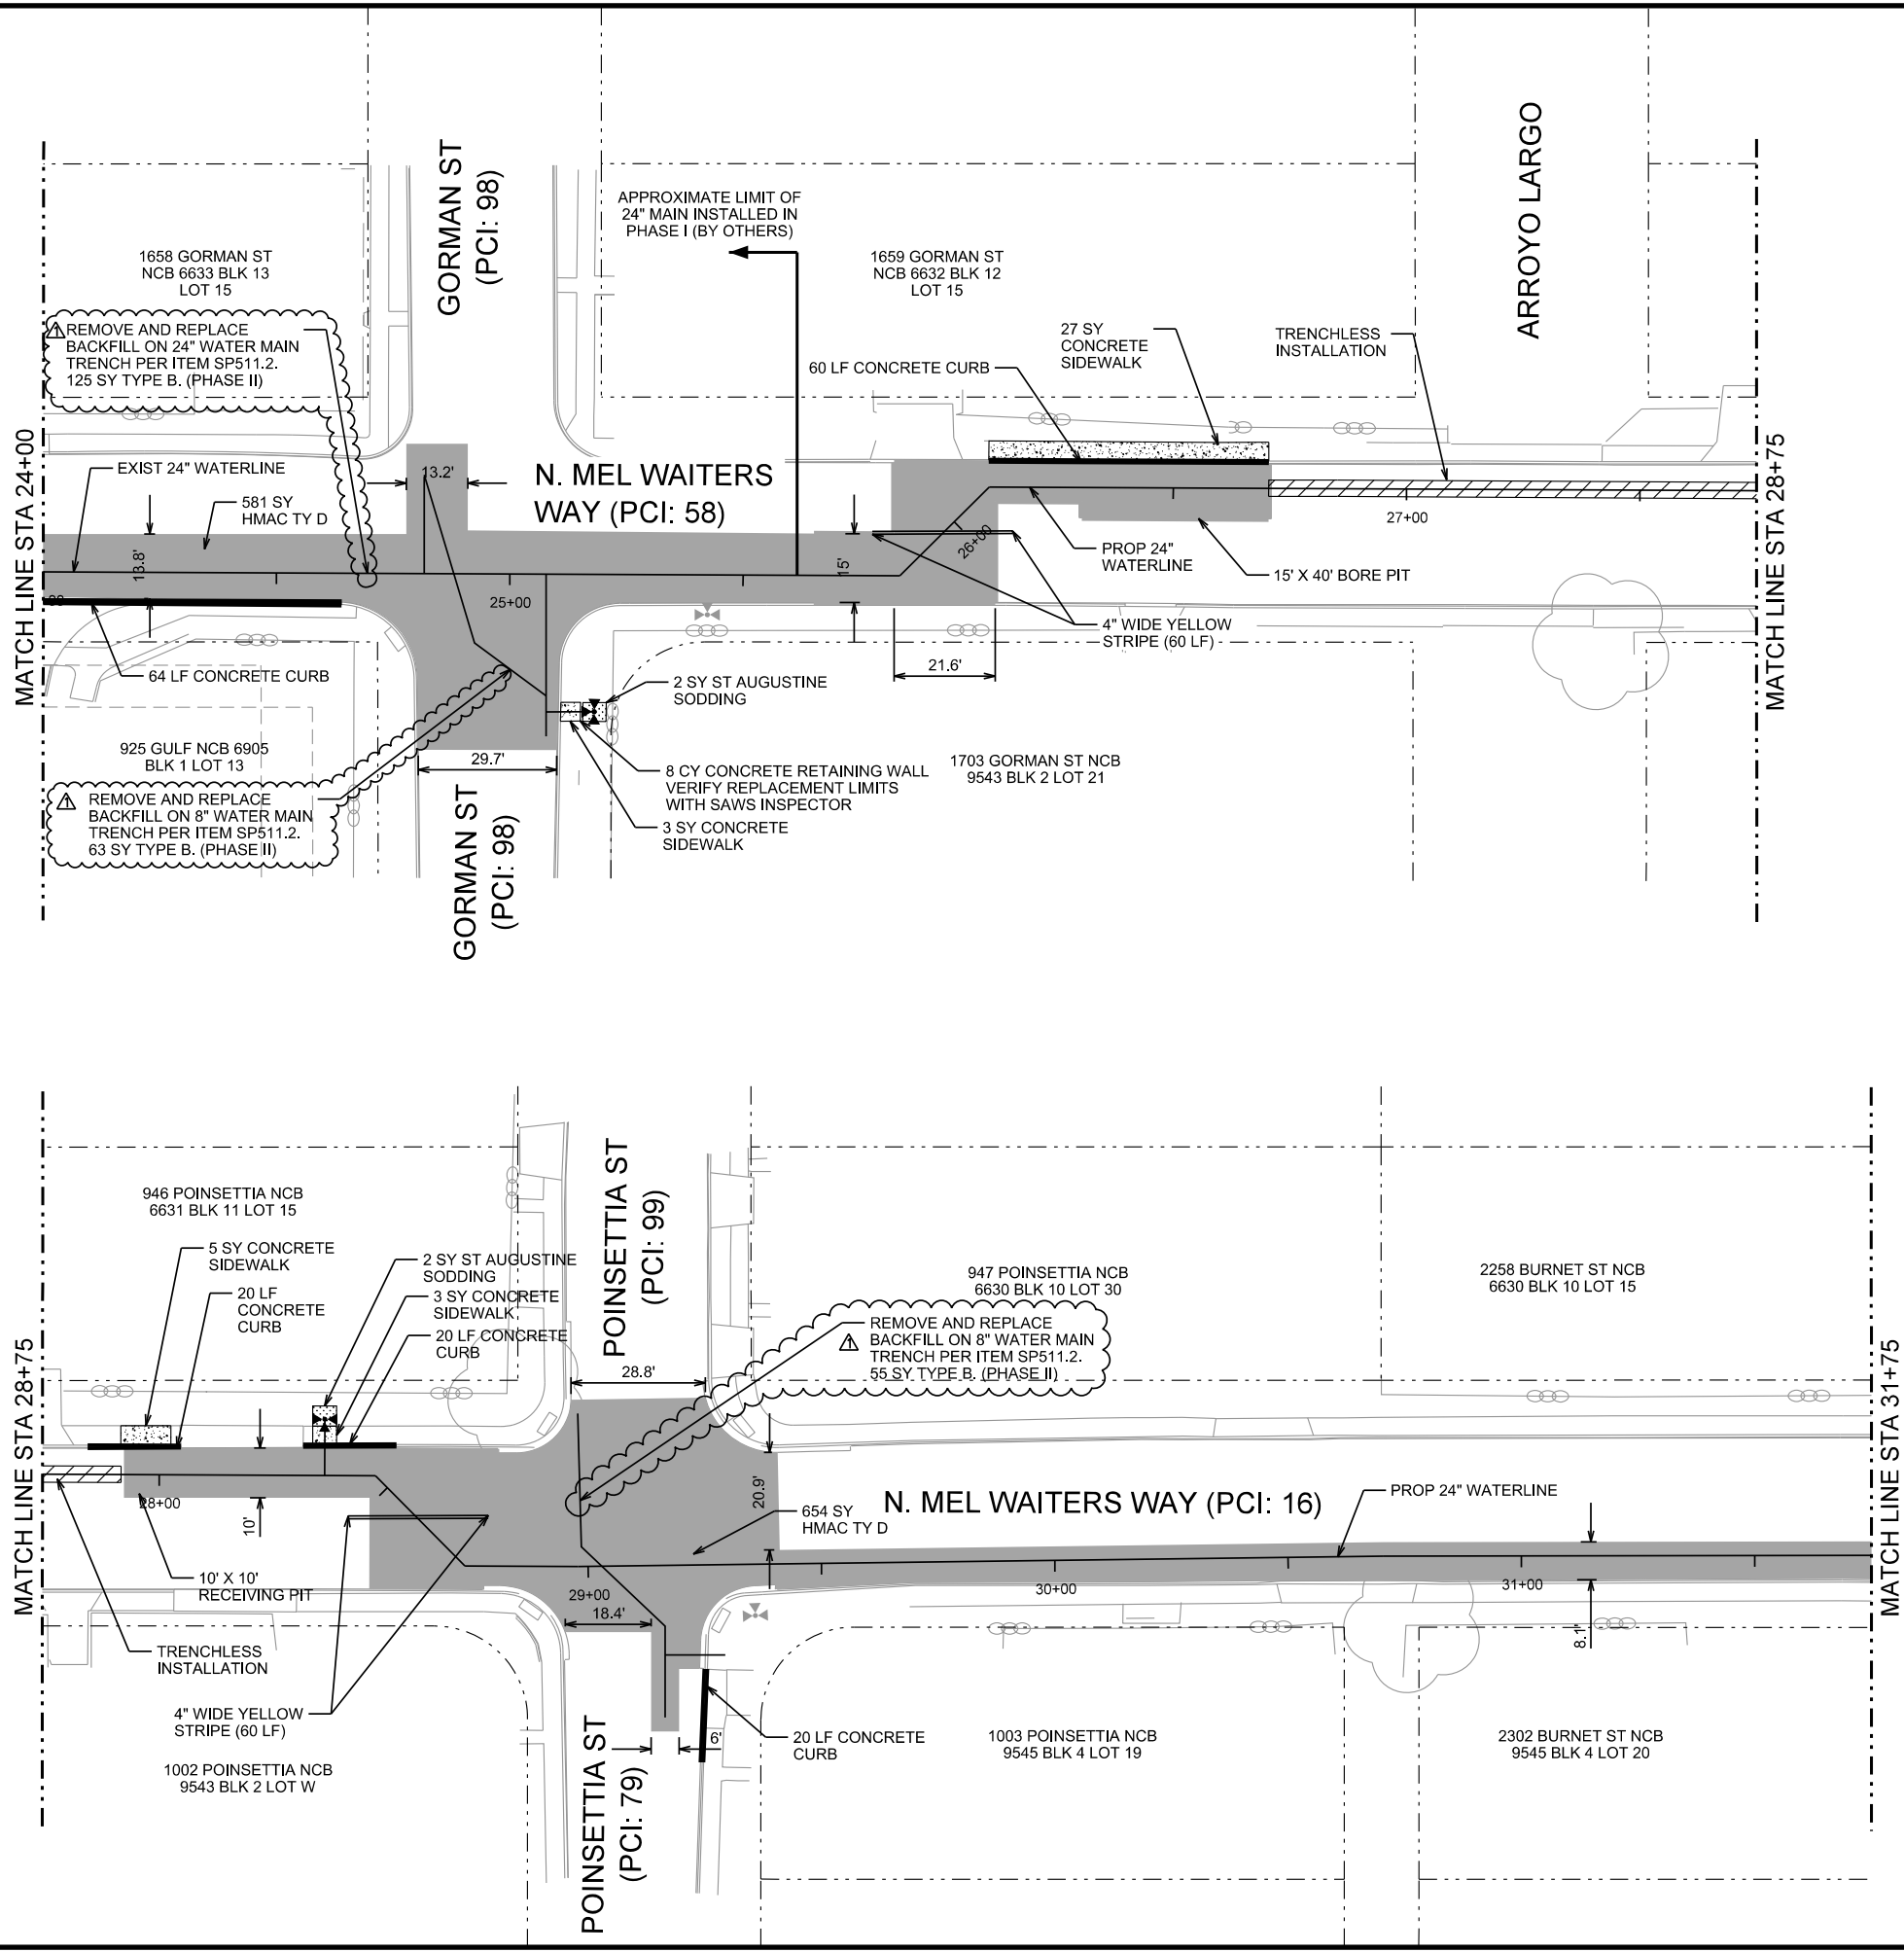 GORMAN ST
(PCI: 98)
ARROYO LARGO
APPROXIMATE LIMIT OF
24" MAIN INSTALLED IN
PHASE I (BY OTHERS)
1658 GORMAN ST
NCB 6633 BLK 13
LOT 15
1659 GORMAN ST
NCB 6632 BLK 12
LOT 15
1 REMOVE AND REPLACE
BACKFILL ON 24" WATER MAIN
TRENCH PER ITEM SP511.2.
125 SY TYPE B. (PHASE II)
27 SY
CONCRETE
SIDEWALK
TRENCHLESS
INSTALLATION
60 LF CONCRETE CURB
MATCH LINE STA 24+00
EXIST 24" WATERLINE
13.2'
N. MEL WAITERS
WAY (PCI: 58)
581 SY
HMAC TY D
13.8'
25+00
15'
26+00
27+00
PROP 24"
WATERLINE
15' X 40' BORE PIT
MATCH LINE STA 28+75
4" WIDE YELLOW
STRIPE (60 LF)
21.6'
64 LF CONCRETE CURB
2 SY ST AUGUSTINE
SODDING
925 GULF NCB 6905
BLK 1 LOT 13
29.7'
8 CY CONCRETE RETAINING WALL
VERIFY REPLACEMENT LIMITS
WITH SAWS INSPECTOR
1703 GORMAN ST NCB
9543 BLK 2 LOT 21
1 REMOVE AND REPLACE
BACKFILL ON 8" WATER MAIN
TRENCH PER ITEM SP511.2.
63 SY TYPE B. (PHASE II)
3 SY CONCRETE
SIDEWALK
GORMAN ST
(PCI: 98)
POINSETTIA ST
(PCI: 99)
946 POINSETTIA NCB
6631 BLK 11 LOT 15
5 SY CONCRETE
SIDEWALK
2 SY ST AUGUSTINE
SODDING
20 LF
CONCRETE
CURB
3 SY CONCRETE
SIDEWALK
20 LF CONCRETE
CURB
947 POINSETTIA NCB
6630 BLK 10 LOT 30
2258 BURNET ST NCB
6630 BLK 10 LOT 15
1 REMOVE AND REPLACE
BACKFILL ON 8" WATER MAIN
TRENCH PER ITEM SP511.2.
55 SY TYPE B. (PHASE II)
28.8'
MATCH LINE STA 28+75
28+00
10'
20.9'
654 SY
HMAC TY D
N. MEL WAITERS WAY (PCI: 16)
PROP 24" WATERLINE
MATCH LINE STA 31+75
10' X 10'
RECEIVING PIT
29+00
18.4'
30+00
31+00
8.1'
TRENCHLESS
INSTALLATION
4" WIDE YELLOW
STRIPE (60 LF)
6'
20 LF CONCRETE
CURB
1002 POINSETTIA NCB
9543 BLK 2 LOT W
1003 POINSETTIA NCB
9545 BLK 4 LOT 19
2302 BURNET ST NCB
9545 BLK 4 LOT 20
POINSETTIA ST
(PCI: 79)